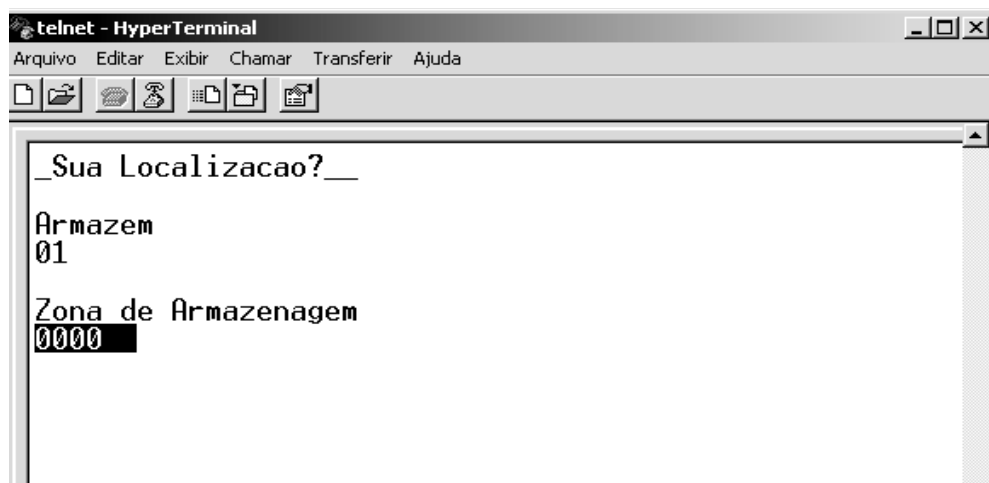 telnet - HyperTerminal
Arquivo Editar Exibir Chamar Transferir Ajuda
_Sua Localizacao?__
Armazem
01
Zona de Armazenagem
0000